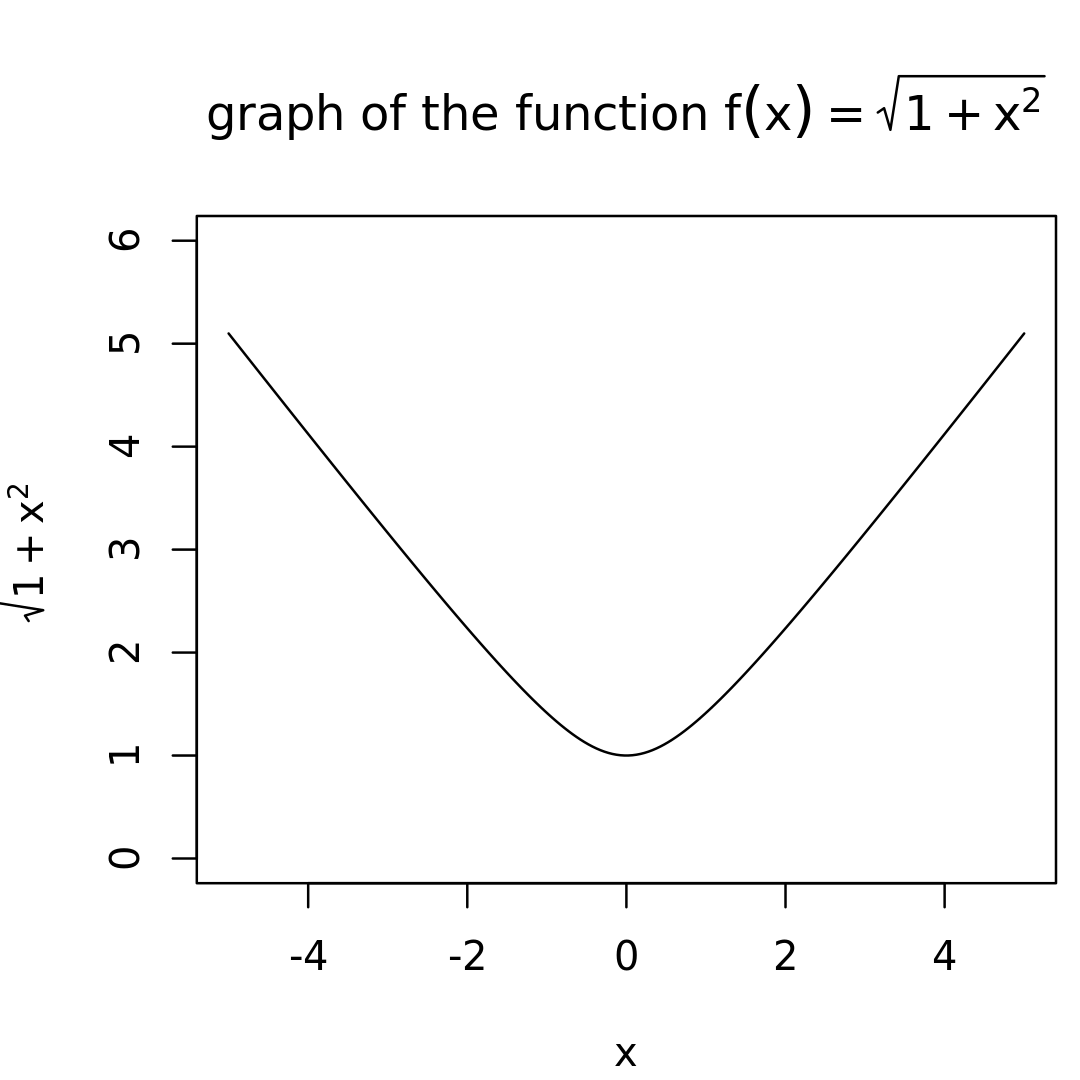 graph of the function f(x) = √1 + x²
6
5
4
3
2
1
0
√1 + x²
-4 -2 0 2 4
x